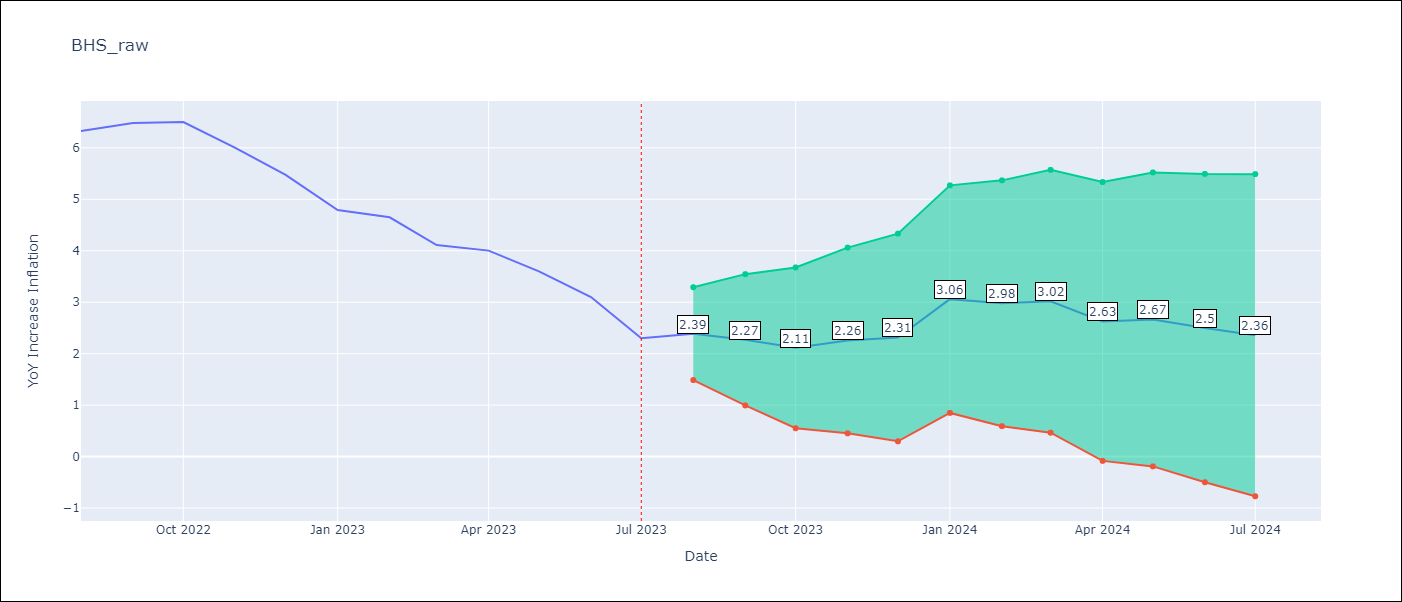 BHS_raw
YoY Increase Inflation
6
5
4
3
2
1
0
−1
2.39
2.27
2.11
2.26
2.31
3.06
2.98
3.02
2.63
2.67
2.5
2.36
Oct 2022
Jan 2023
Apr 2023
Jul 2023
Oct 2023
Jan 2024
Apr 2024
Jul 2024
Date